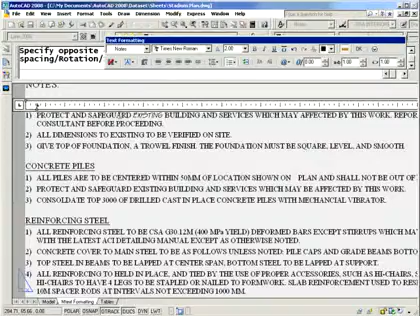 AutoCAD 2008 - [C:\My Documents\AutoCAD 2008\Dataset\Sheets\Stadium Plan.dwg]
File Edit View Insert Format Tools Draw Dimension Modify Express Window Help
Text Formatting
Specify opposite
spacing/Rotation/
Notes
Times New Roman
2.00
NOTES:
1) PROTECT AND SAFEGUARD EXISTING BUILDING AND SERVICES WHICH MAY AFFECTED BY THIS WORK.
CONSULTANT BEFORE PROCEEDING.
2) ALL DIMENSIONS TO EXISTING TO BE VERIFIED ON SITE.
3) GIVE TOP OF FOUNDATION, A TROWEL FINISH. THE FOUNDATION MUST BE SQUARE, LEVEL, AND SMOOTH.
CONCRETE PILES
1) ALL PILES ARE TO BE CENTERED WITHIN 50MM OF LOCATION SHOWN ON PLAN AND SHALL NOT BE OUT OF
2) PROTECT AND SAFEGUARD EXISTING BUILDING AND SERVICES WHICH MAY BE AFFECTED BY THIS WORK.
3) CONSOLIDATE TOP 3000 OF DRILLED CAST IN PLACE CONCRETE PILES WITH MECHANCIAL VIBRATOR.
REINFORCING STEEL
1) ALL REINFORCING STEEL TO BE CSA G30.12M (400 MPa YIELD) DEFORMED BARS EXCEPT STIRRUPS WHICH
WITH THE LATEST ACI DETAILING MANUAL EXCEPT AS OTHERWISE NOTED.
2) CONCRETE COVER TO MAIN STEEL TO BE AS FOLLOWS UNLESS NOTED: PILE CAPS AND GRADE BEAMS
3) TOP STEEL IN BEAMS TO BE LAPPED AT CENTER SPAN, BOTTOM STEEL TO BE LAPPED AT SUPPORT.
4) ALL REINFORCING TO HELD IN PLACE, AND TIED BY THE USE OF PROPER ACCESSORIES, SUCH AS HI-CHAIRS,
HI-CHAIRS TO HAVE 4 LEGS TO BE STAPLED OR NAILED TO FORMWORK. SLAB REINFORCEMENT USED TO
10M SPACER RODS AT INTERVALS NOT EXCEEDING 1000 MM.
Model Mtext Formatting Tables
POLAR OSNAP OTRACK DUCS DYN LWT